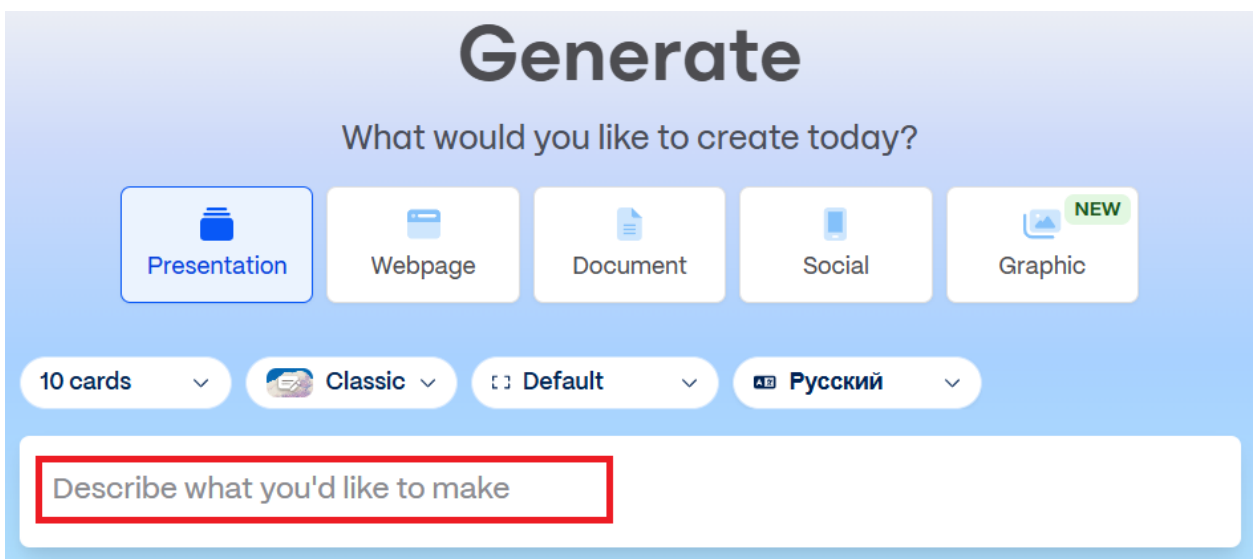 Generate
What would you like to create today?
Presentation
Webpage
Document
Social
NEW
Graphic
10 cards
Classic
Default
Русский
Describe what you'd like to make